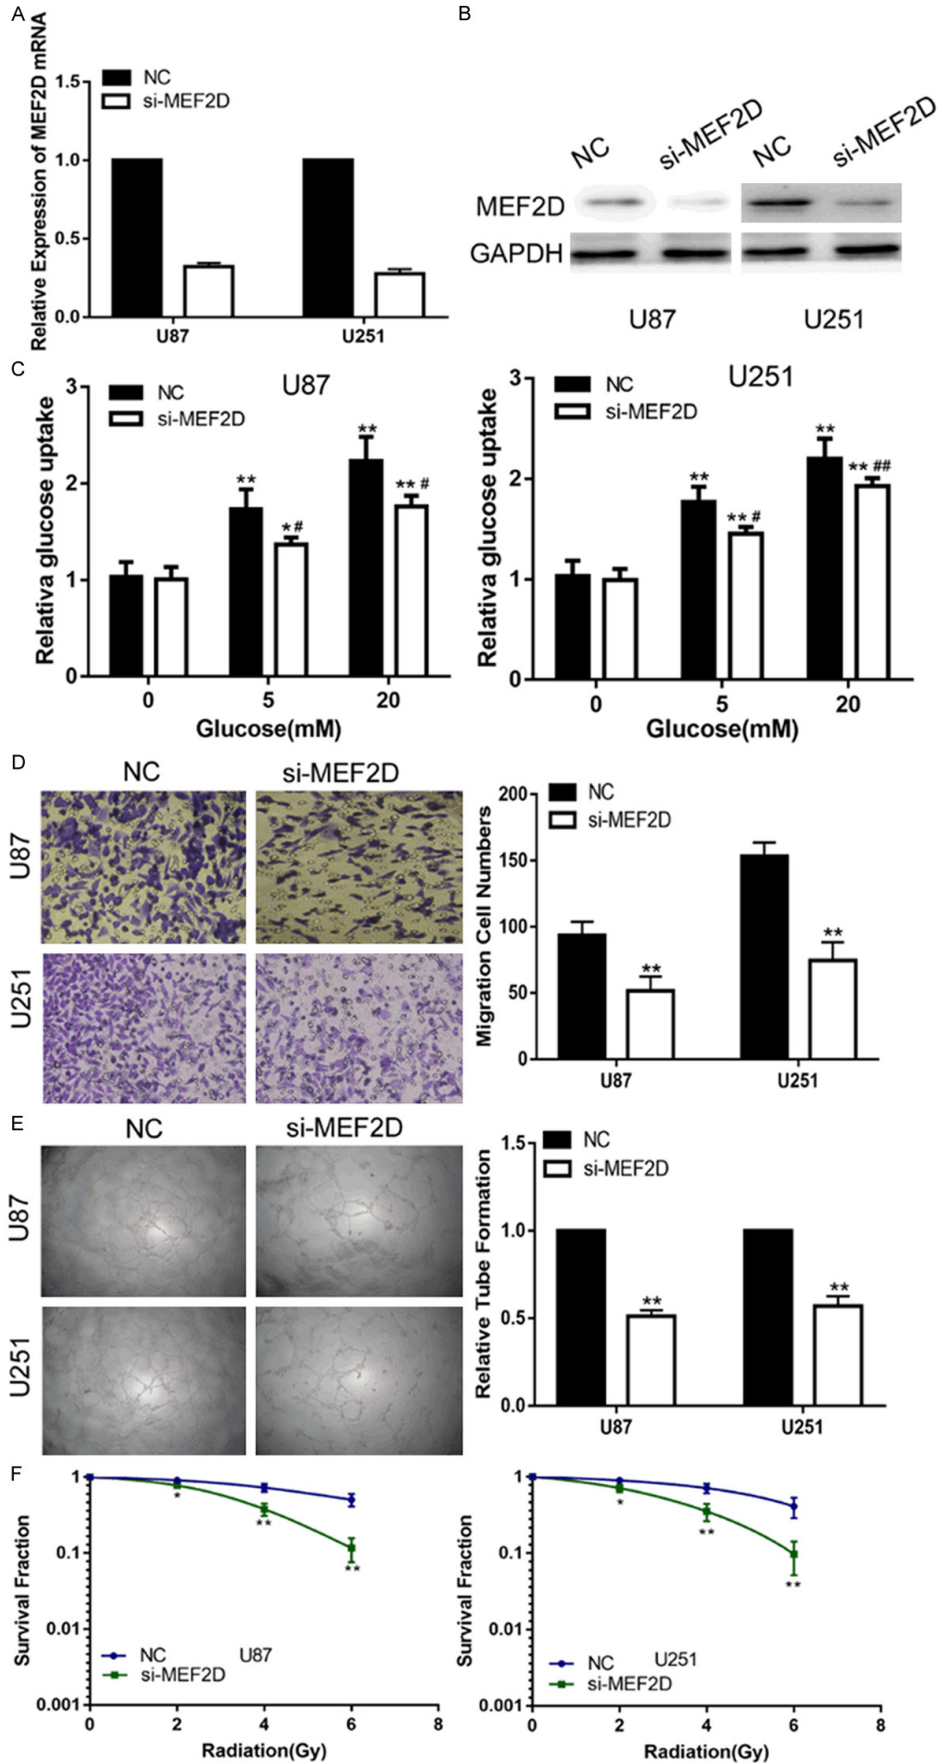 A
Relative Expression of MEF2D mRNA
1.5
1.0
0.5
0.0
NC
si-MEF2D
U87
U251
B
NC
si-MEF2D
NC
si-MEF2D
MEF2D
GAPDH
U87
U251
C
Relativa glucose uptake
3
2
1
0
NC
si-MEF2D
U87
**
**
*#
** #
0
5
20
Glucose(mM)
Relativa glucose uptake
3
2
1
0
NC
si-MEF2D
U251
**
**
** #
** ##
0
5
20
Glucose(mM)
D
NC
si-MEF2D
U87
U251
Migration Cell Numbers
200
150
100
50
0
NC
si-MEF2D
**
**
U87
U251
E
NC
si-MEF2D
U87
U251
Relative Tube Formation
1.5
1.0
0.5
0.0
NC
si-MEF2D
**
**
U87
U251
F
Survival Fraction
1
0.1
0.01
0.001
*
**
**
NC
si-MEF2D
U87
0
2
4
6
8
Radiation(Gy)
Survival Fraction
1
0.1
0.01
0.001
*
**
**
NC
si-MEF2D
U251
0
2
4
6
8
Radiation(Gy)